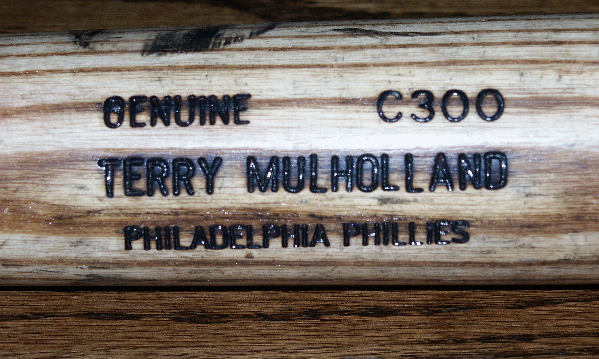 GENUINE C300
TERRY MULHOLLAND
PHILADELPHIA PHILLIES